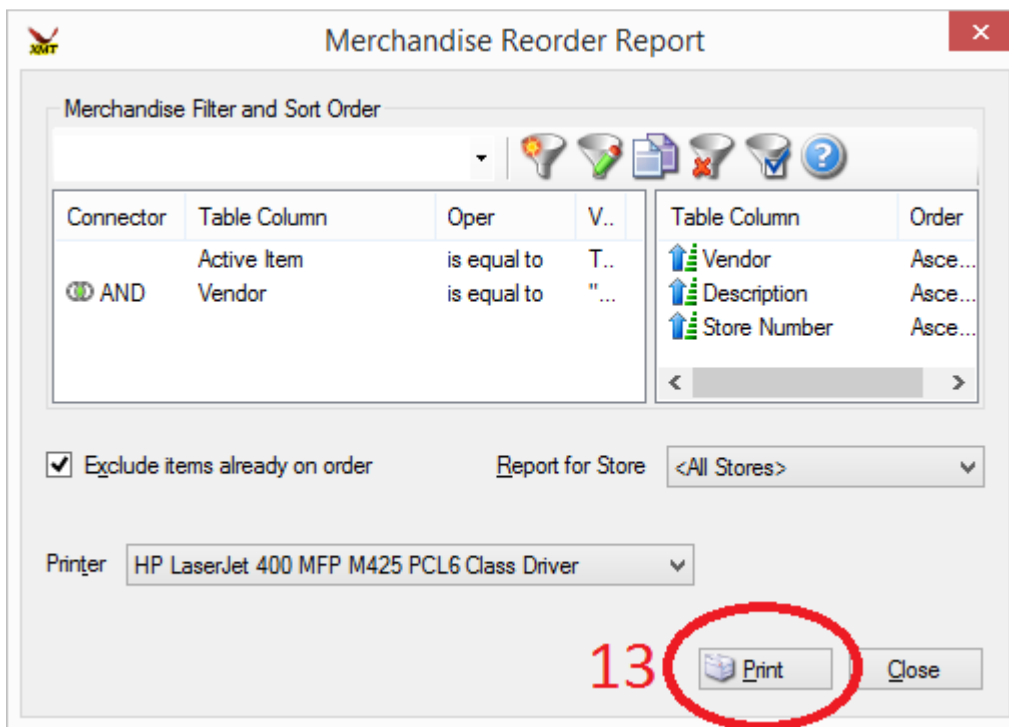 XMT
Merchandise Reorder Report
Merchandise Filter and Sort Order
Connector Table Column Oper V..
Active Item is equal to T..
AND Vendor is equal to "...
Table Column Order
Vendor Asce...
Description Asce...
Store Number Asce...
Exclude items already on order
Report for Store <All Stores>
Printer HP LaserJet 400 MFP M425 PCL6 Class Driver
13 Print Close